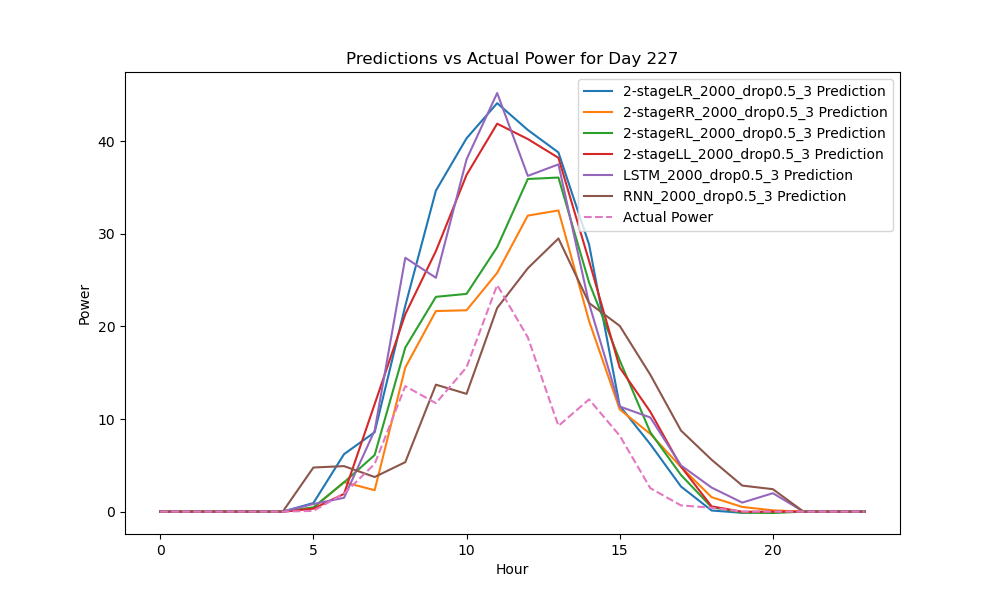 Predictions vs Actual Power for Day 227
2-stageLR_2000_drop0.5_3 Prediction
2-stageRR_2000_drop0.5_3 Prediction
2-stageRL_2000_drop0.5_3 Prediction
2-stageLL_2000_drop0.5_3 Prediction
LSTM_2000_drop0.5_3 Prediction
RNN_2000_drop0.5_3 Prediction
Actual Power
Power
40
30
20
10
0
0 5 10 15 20
Hour